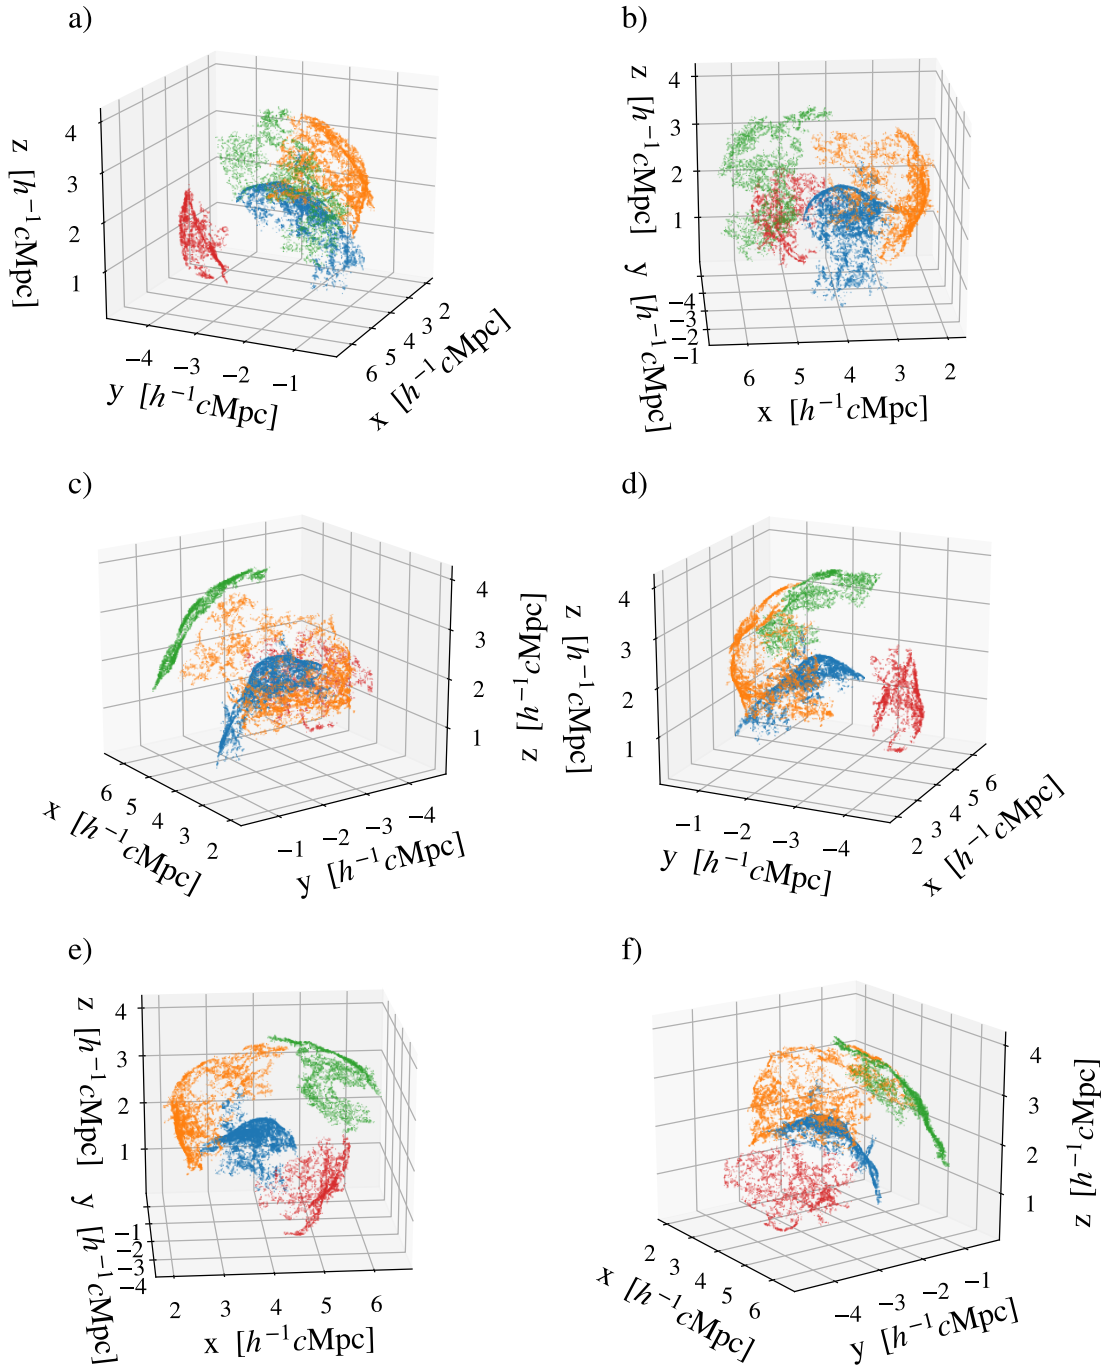 a)
z [h⁻¹cMpc]
4
3
2
1
−4
−3
−2
−1
y [h⁻¹cMpc]
6 5 4 3 2
x [h⁻¹cMpc]
b)
z [h⁻¹cMpc]
4
3
2
1
y [h⁻¹cMpc]
−4
−3
−2
−1
6 5 4 3 2
x [h⁻¹cMpc]
c)
4
3
2
1
z [h⁻¹cMpc]
6 5 4 3 2
x [h⁻¹cMpc]
−1 −2 −3 −4
y [h⁻¹cMpc]
d)
z [h⁻¹cMpc]
4
3
2
1
−1 −2 −3 −4
y [h⁻¹cMpc]
2 3 4 5 6
x [h⁻¹cMpc]
e)
z [h⁻¹cMpc]
4
3
2
1
y [h⁻¹cMpc]
−1
−2
−3
−4
2 3 4 5 6
x [h⁻¹cMpc]
f)
4
3
2
1
z [h⁻¹cMpc]
2 3 4 5 6
x [h⁻¹cMpc]
−4 −3 −2 −1
y [h⁻¹cMpc]